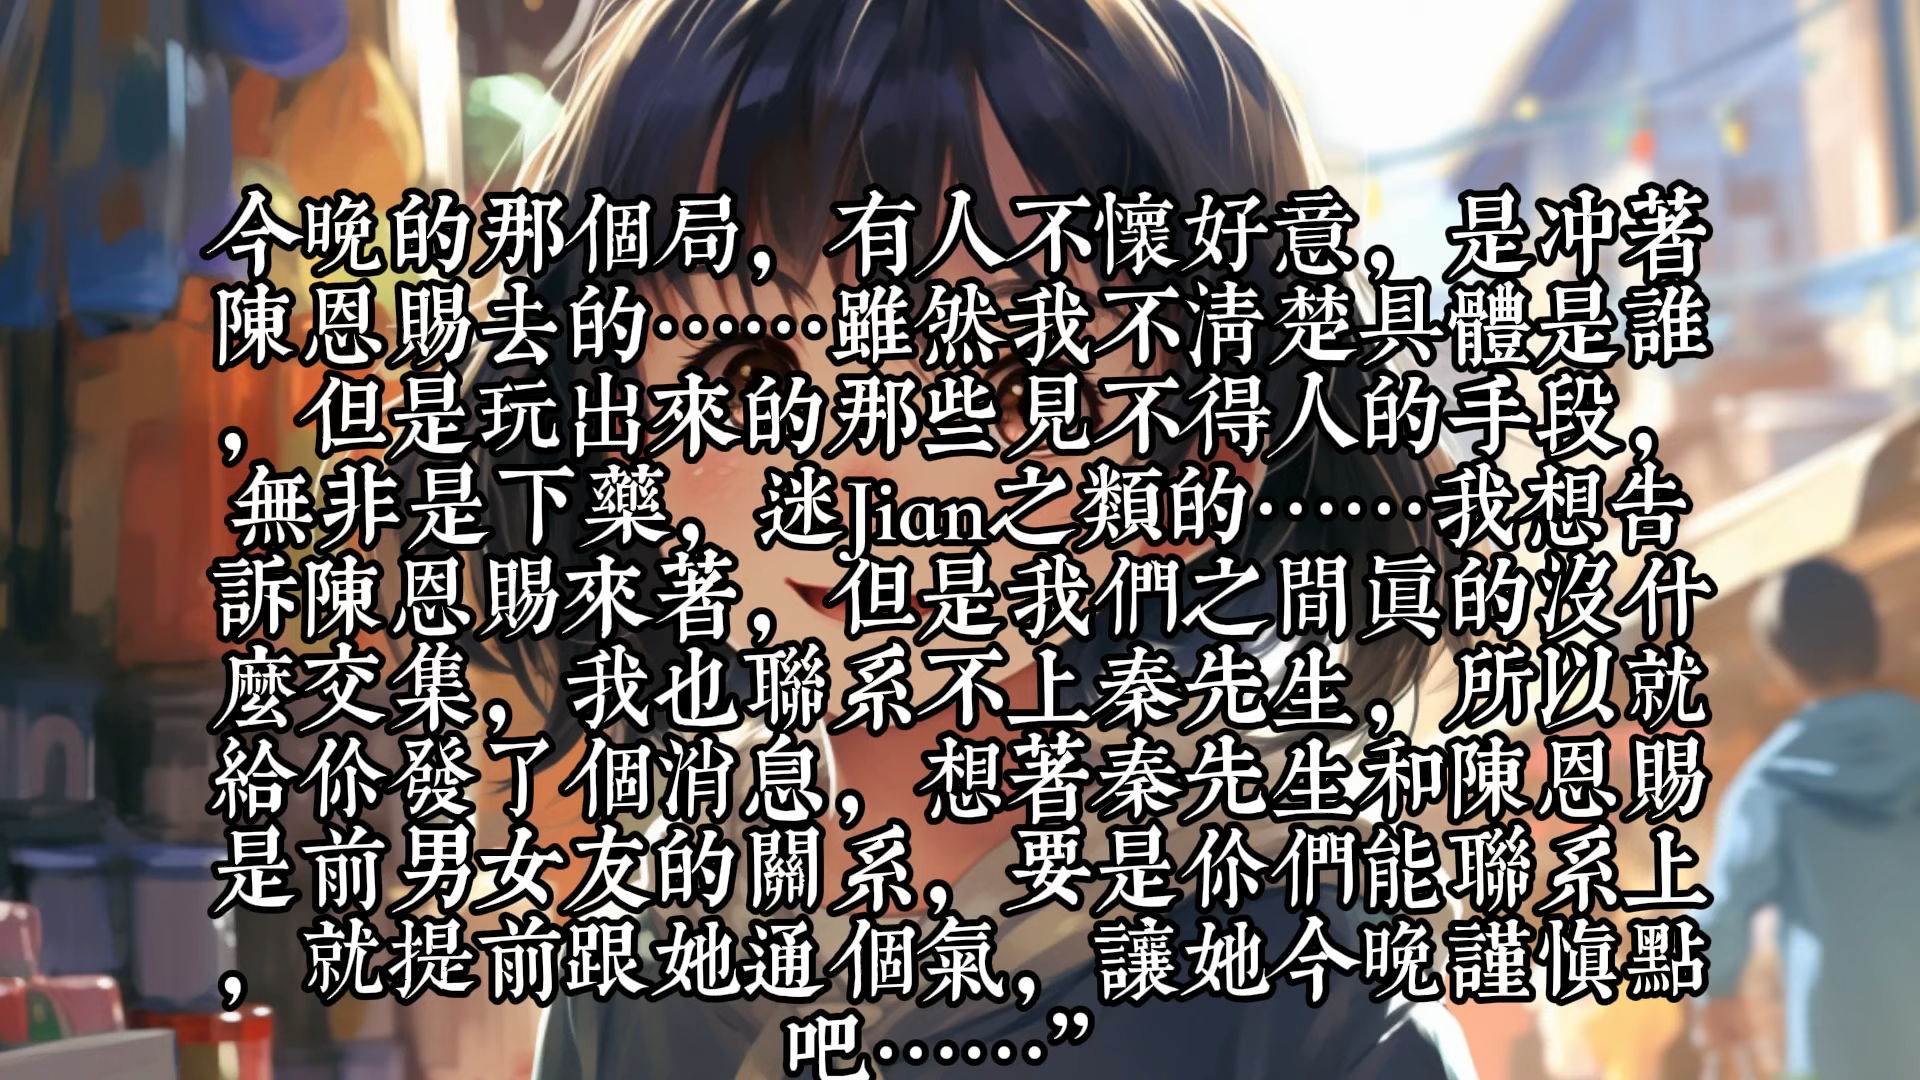 今晚的那個局，有人不懷好意，是冲著
陳恩賜去的……雖然我不清楚具體是誰
，但是玩出來的那些見不得人的手段，
無非是下藥，迷Jian之類的……我想告
訴陳恩賜來著，但是我們之間眞的沒什
麼交集，我也聯系不上秦先生，所以就
給你發了個消息，想著秦先生和陳恩賜
是前男女友的關系，要是你們能聯系上
，就提前跟她通個氣，讓她今晚謹慎點
吧……”